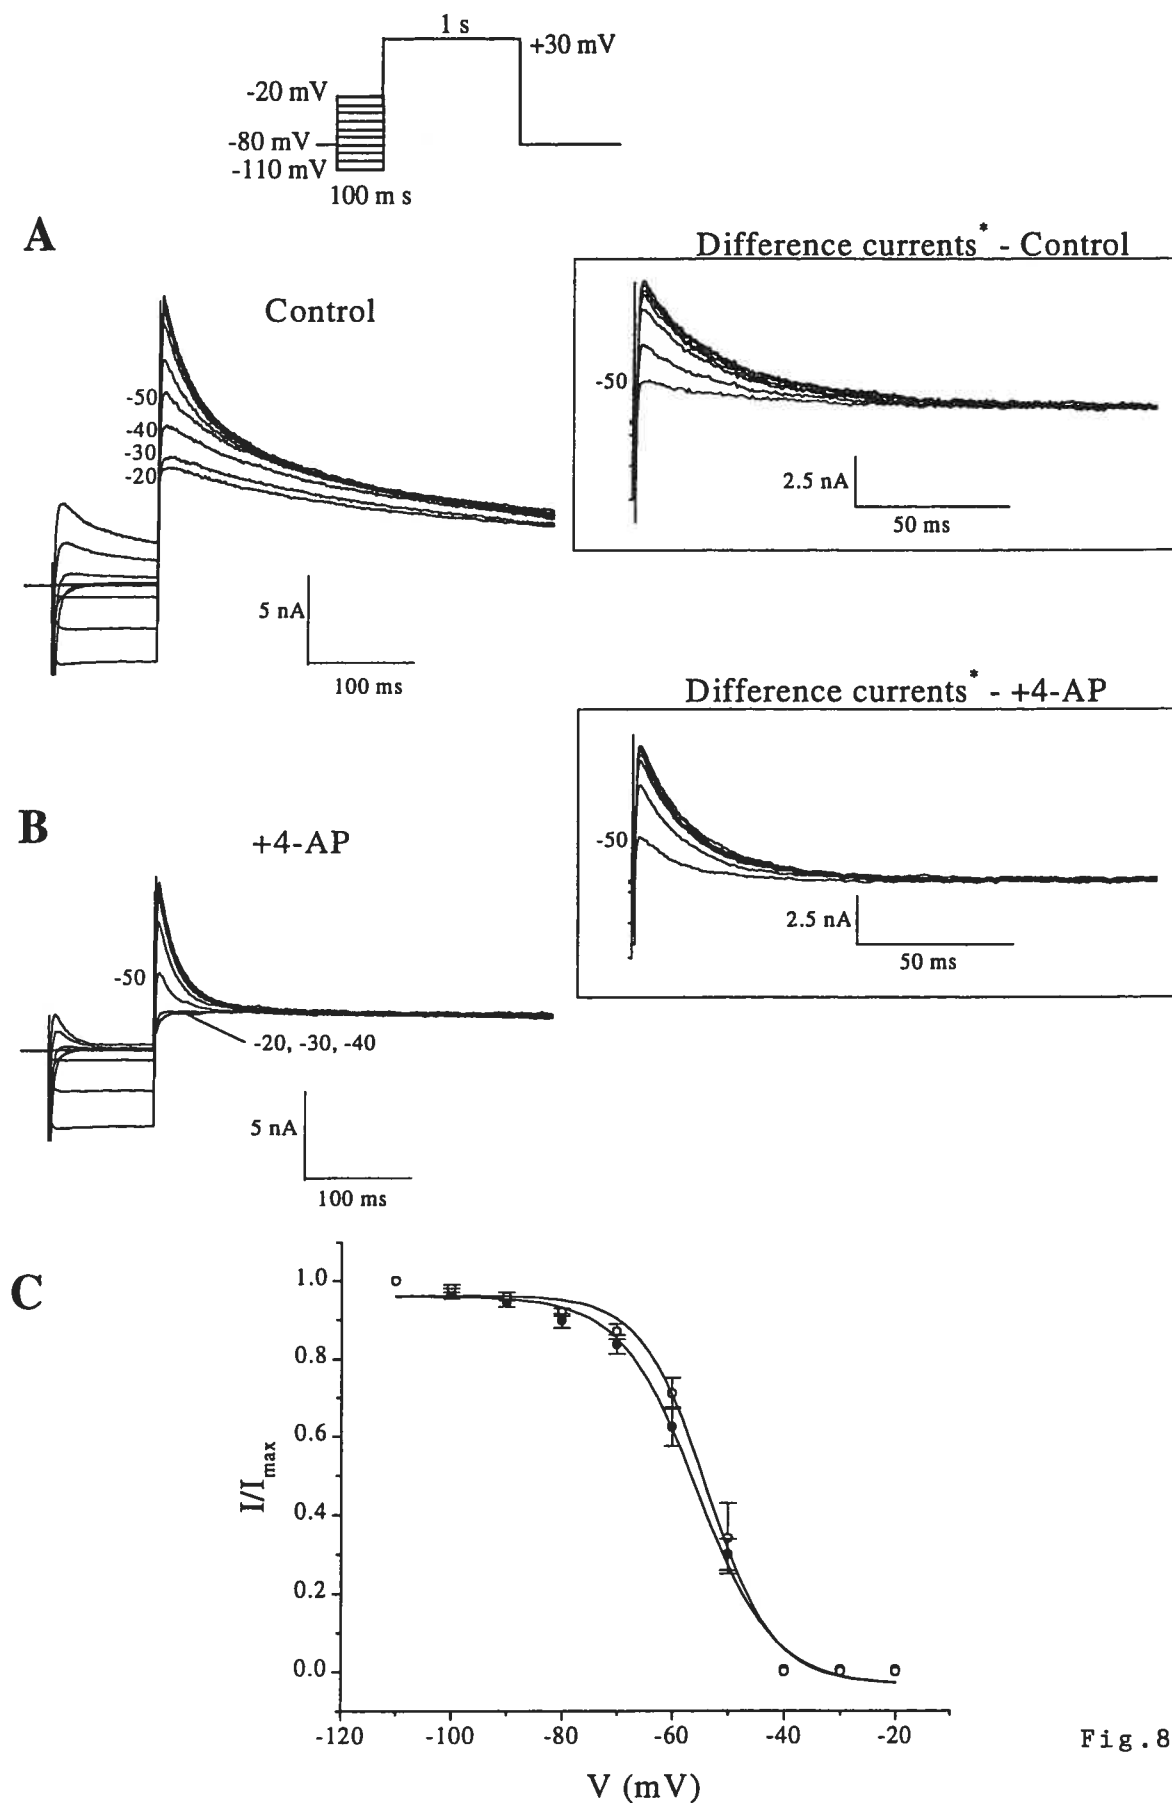 1 s
+30 mV
-20 mV
-80 mV
-110 mV
100 m s
A
Difference currents* - Control
Control
-50
-40
-30
-20
5 nA
100 ms
-50
2.5 nA
50 ms
Difference currents* - +4-AP
B
+4-AP
-50
-20, -30, -40
5 nA
100 ms
-50
2.5 nA
50 ms
C
1.0
0.8
0.6
0.4
0.2
0.0
I/Imax
-120
-100
-80
-60
-40
-20
V (mV)
Fig.8